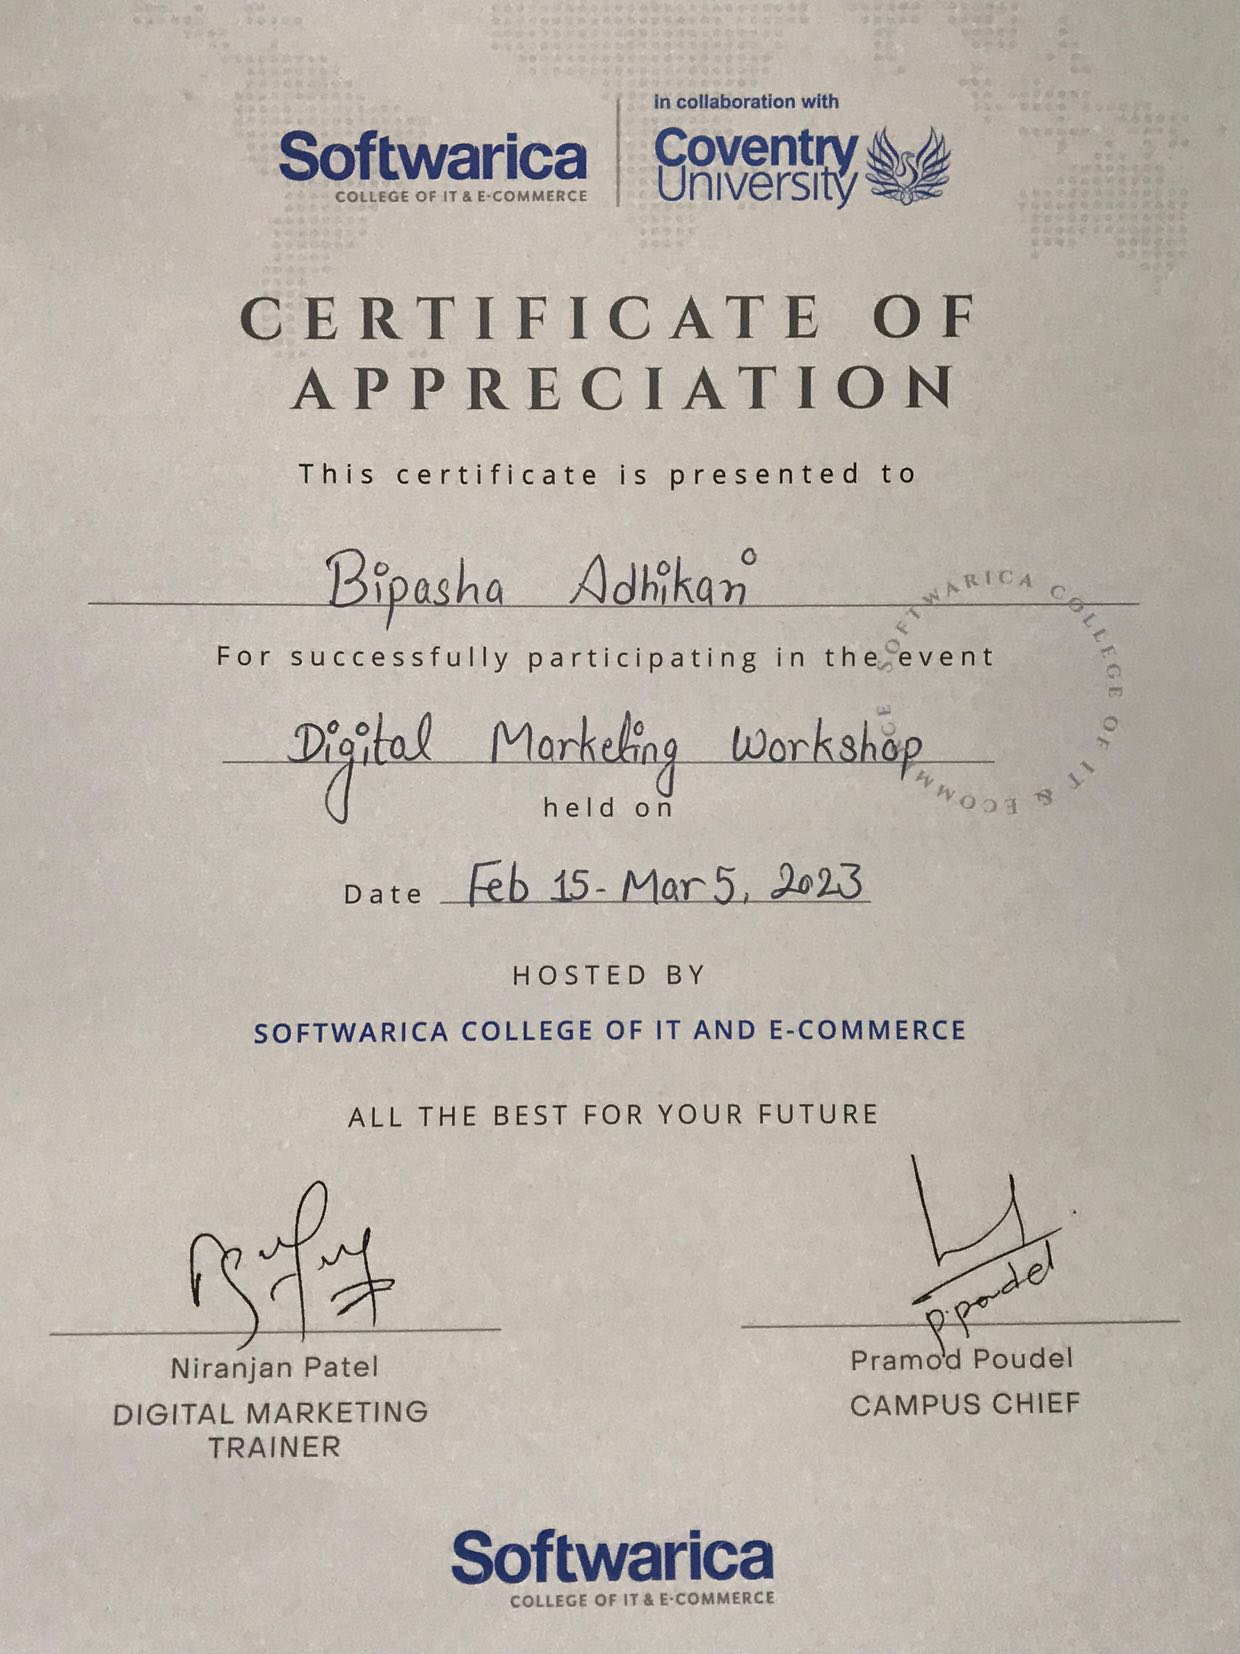 in collaboration with
Softwarica
COLLEGE OF IT & E-COMMERCE
Coventry
University
CERTIFICATE OF
APPRECIATION
This certificate is presented to
Bipasha Adhikari
SOFTWARICA COLLEGE OF IT & ECOMMERCE
For successfully participating in the event
Digital Marketing Workshop
held on
Date Feb 15 - Mar 5, 2023
HOSTED BY
SOFTWARICA COLLEGE OF IT AND E-COMMERCE
ALL THE BEST FOR YOUR FUTURE
P.Poudel
Niranjan Patel
DIGITAL MARKETING
TRAINER
Pramod Poudel
CAMPUS CHIEF
Softwarica
COLLEGE OF IT & E-COMMERCE